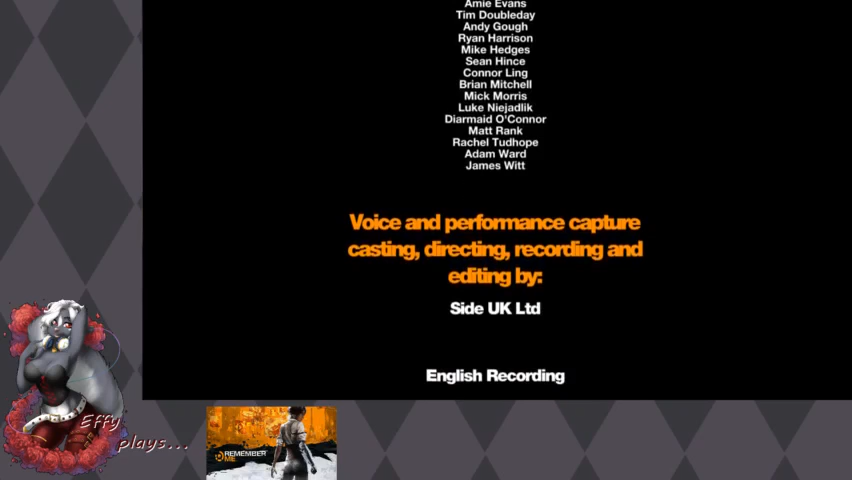 Amie Evans
Tim Doubleday
Andy Gough
Ryan Harrison
Mike Hedges
Sean Hince
Connor Ling
Brian Mitchell
Mick Morris
Luke Niejadlik
Diarmaid O'Connor
Matt Rank
Rachel Tudhope
Adam Ward
James Witt
Voice and performance capture
casting, directing, recording and
editing by:
Side UK Ltd
English Recording
Effy
plays...
REMEMBER
ME